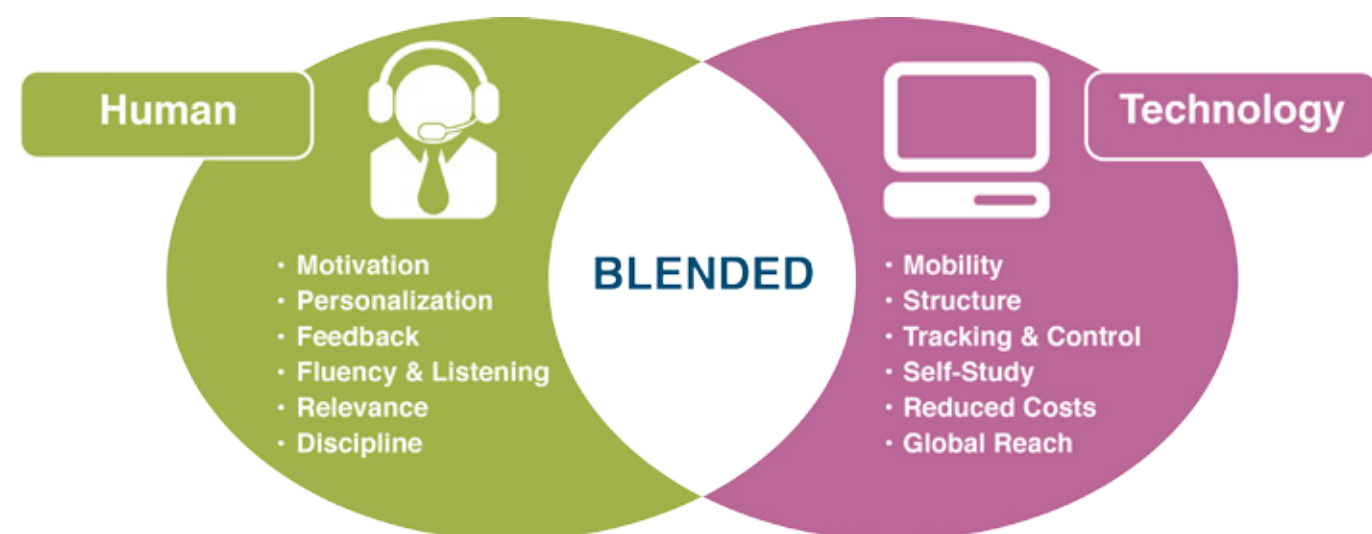 Human
· Motivation
· Personalization
· Feedback
· Fluency & Listening
· Relevance
· Discipline
BLENDED
Technology
· Mobility
· Structure
· Tracking & Control
· Self-Study
· Reduced Costs
· Global Reach